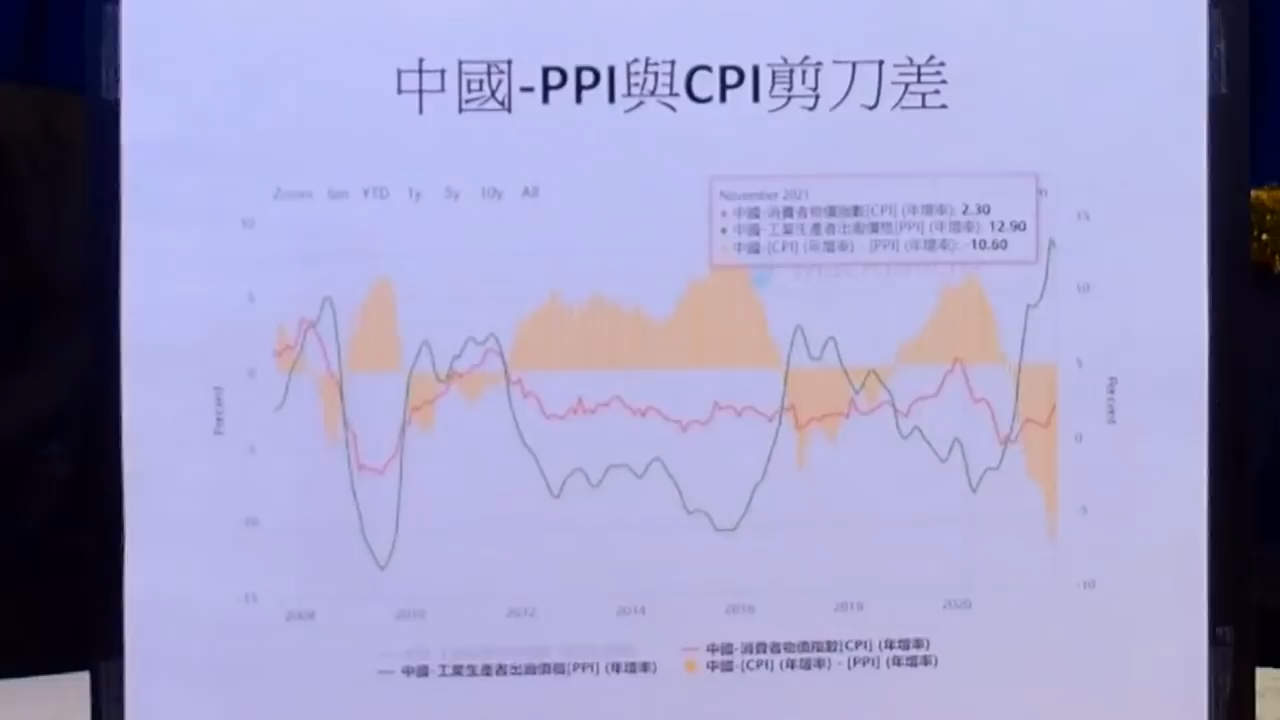 中國-PPI與CPI剪刀差
Zoom 6m YTD 1y 5y 10y All
November 2021
中國-消費者物價指數[CPI] (年增率): 2.30
中國-工業生產者出廠價格[PPI] (年增率): 12.90
中國-[CPI] (年增率) - [PPI] (年增率): -10.60
10
5
0
-5
-10
-15
Percent
15
10
5
0
-5
-10
Percent
2008 2010 2012 2014 2016 2018 2020
中國-消費者物價指數[CPI] (年增率)
中國-工業生產者出廠價格[PPI] (年增率)
中國-[CPI] (年增率) - [PPI] (年增率)